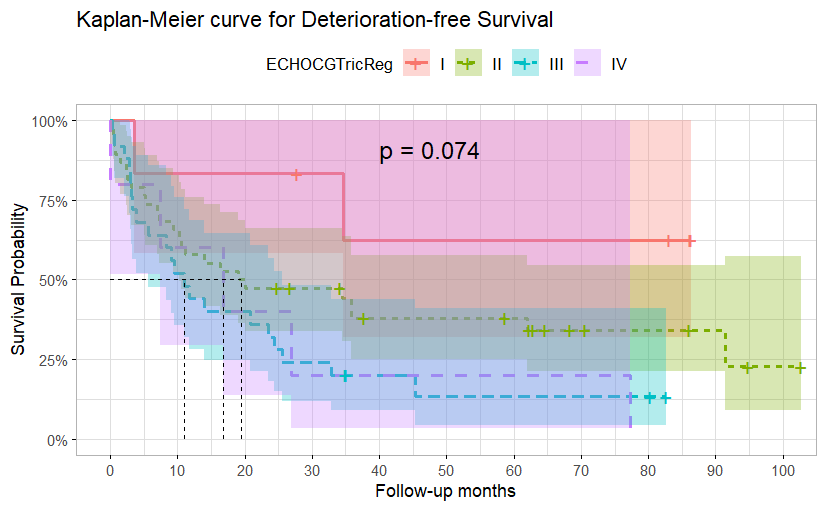 Kaplan-Meier curve for Deterioration-free Survival
ECHOCGTricReg I II III IV
p = 0.074
Survival Probability
100%
75%
50%
25%
0%
0 10 20 30 40 50 60 70 80 90 100
Follow-up months